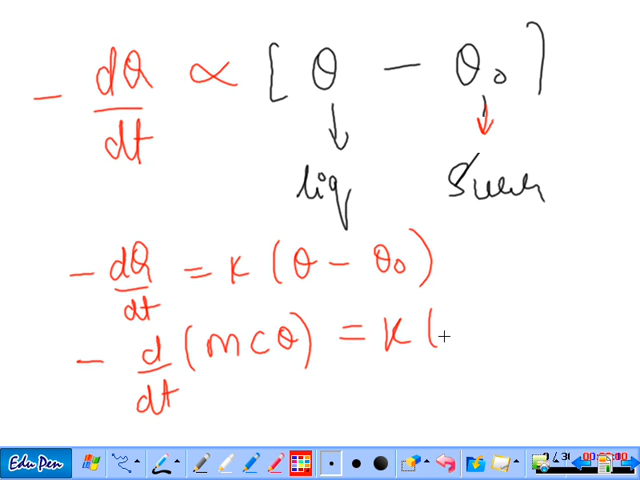 - dQ/dt ∝ [ θ - θ₀ ]
liq
- dQ/dt = K (θ - θ₀)
- d/dt (mcθ) = K (
Edu Pen